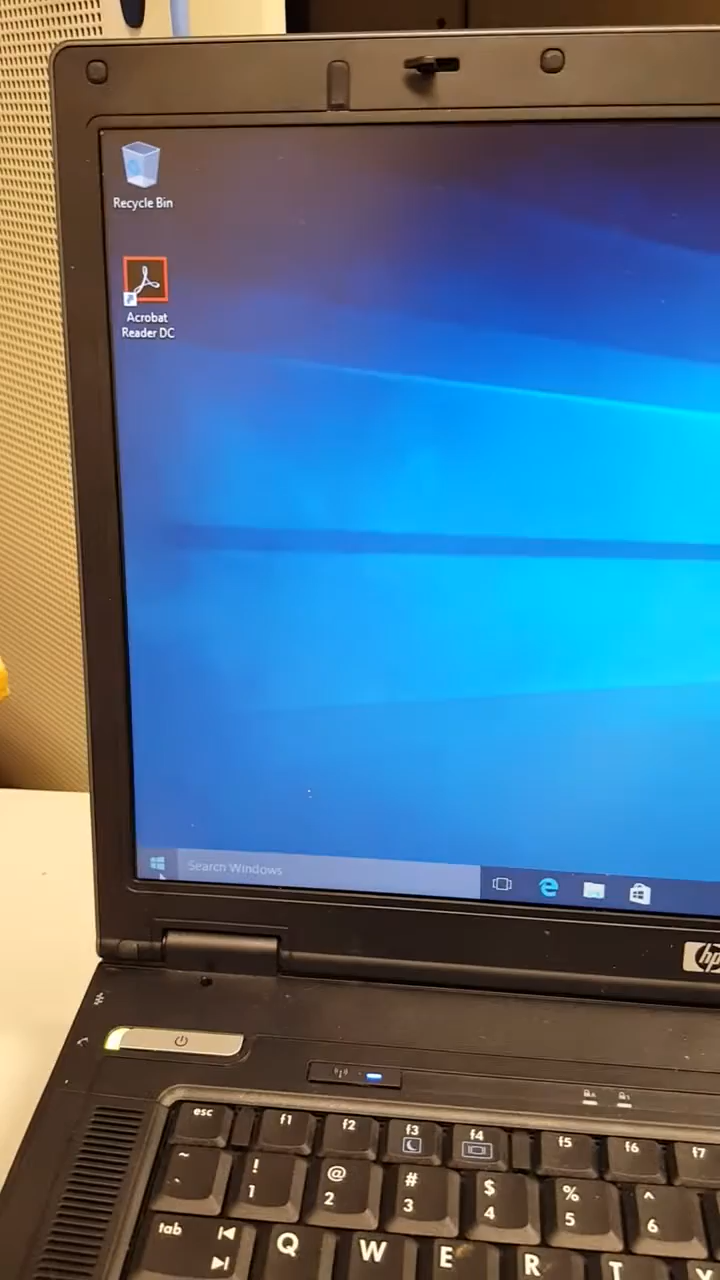 Recycle Bin
Acrobat
Reader DC
Search Windows
hp
esc
f1
f2
f3
f4
f5
f6
f7
~
!
1
@
2
#
3
$
4
%
5
^
6
tab
Q
W
E
R
T
Y